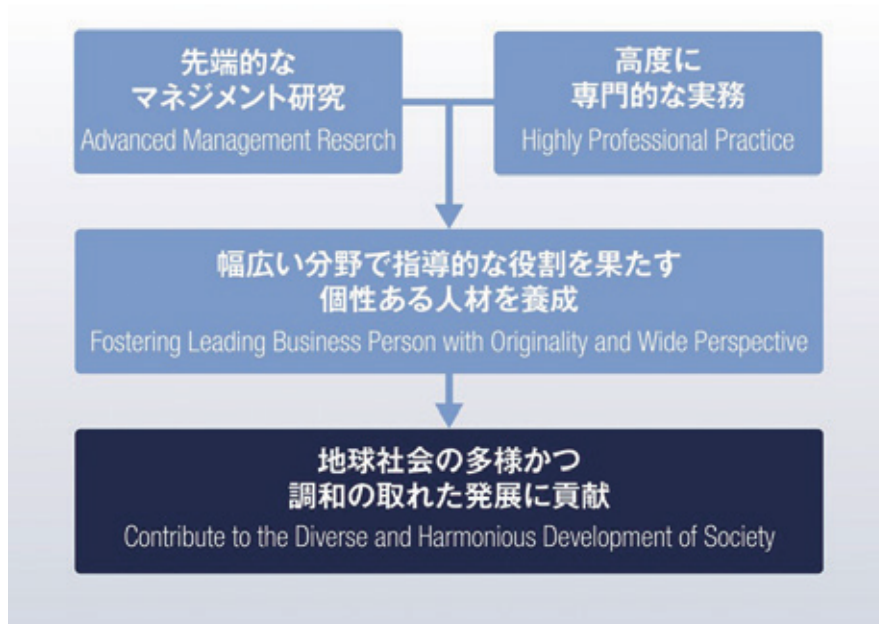 先端的な
マネジメント研究
Advanced Management Reserch
高度に
専門的な実務
Highly Professional Practice
幅広い分野で指導的な役割を果たす
個性ある人材を養成
Fostering Leading Business Person with Originality and Wide Perspective
地球社会の多様かつ
調和の取れた発展に貢献
Contribute to the Diverse and Harmonious Development of Society